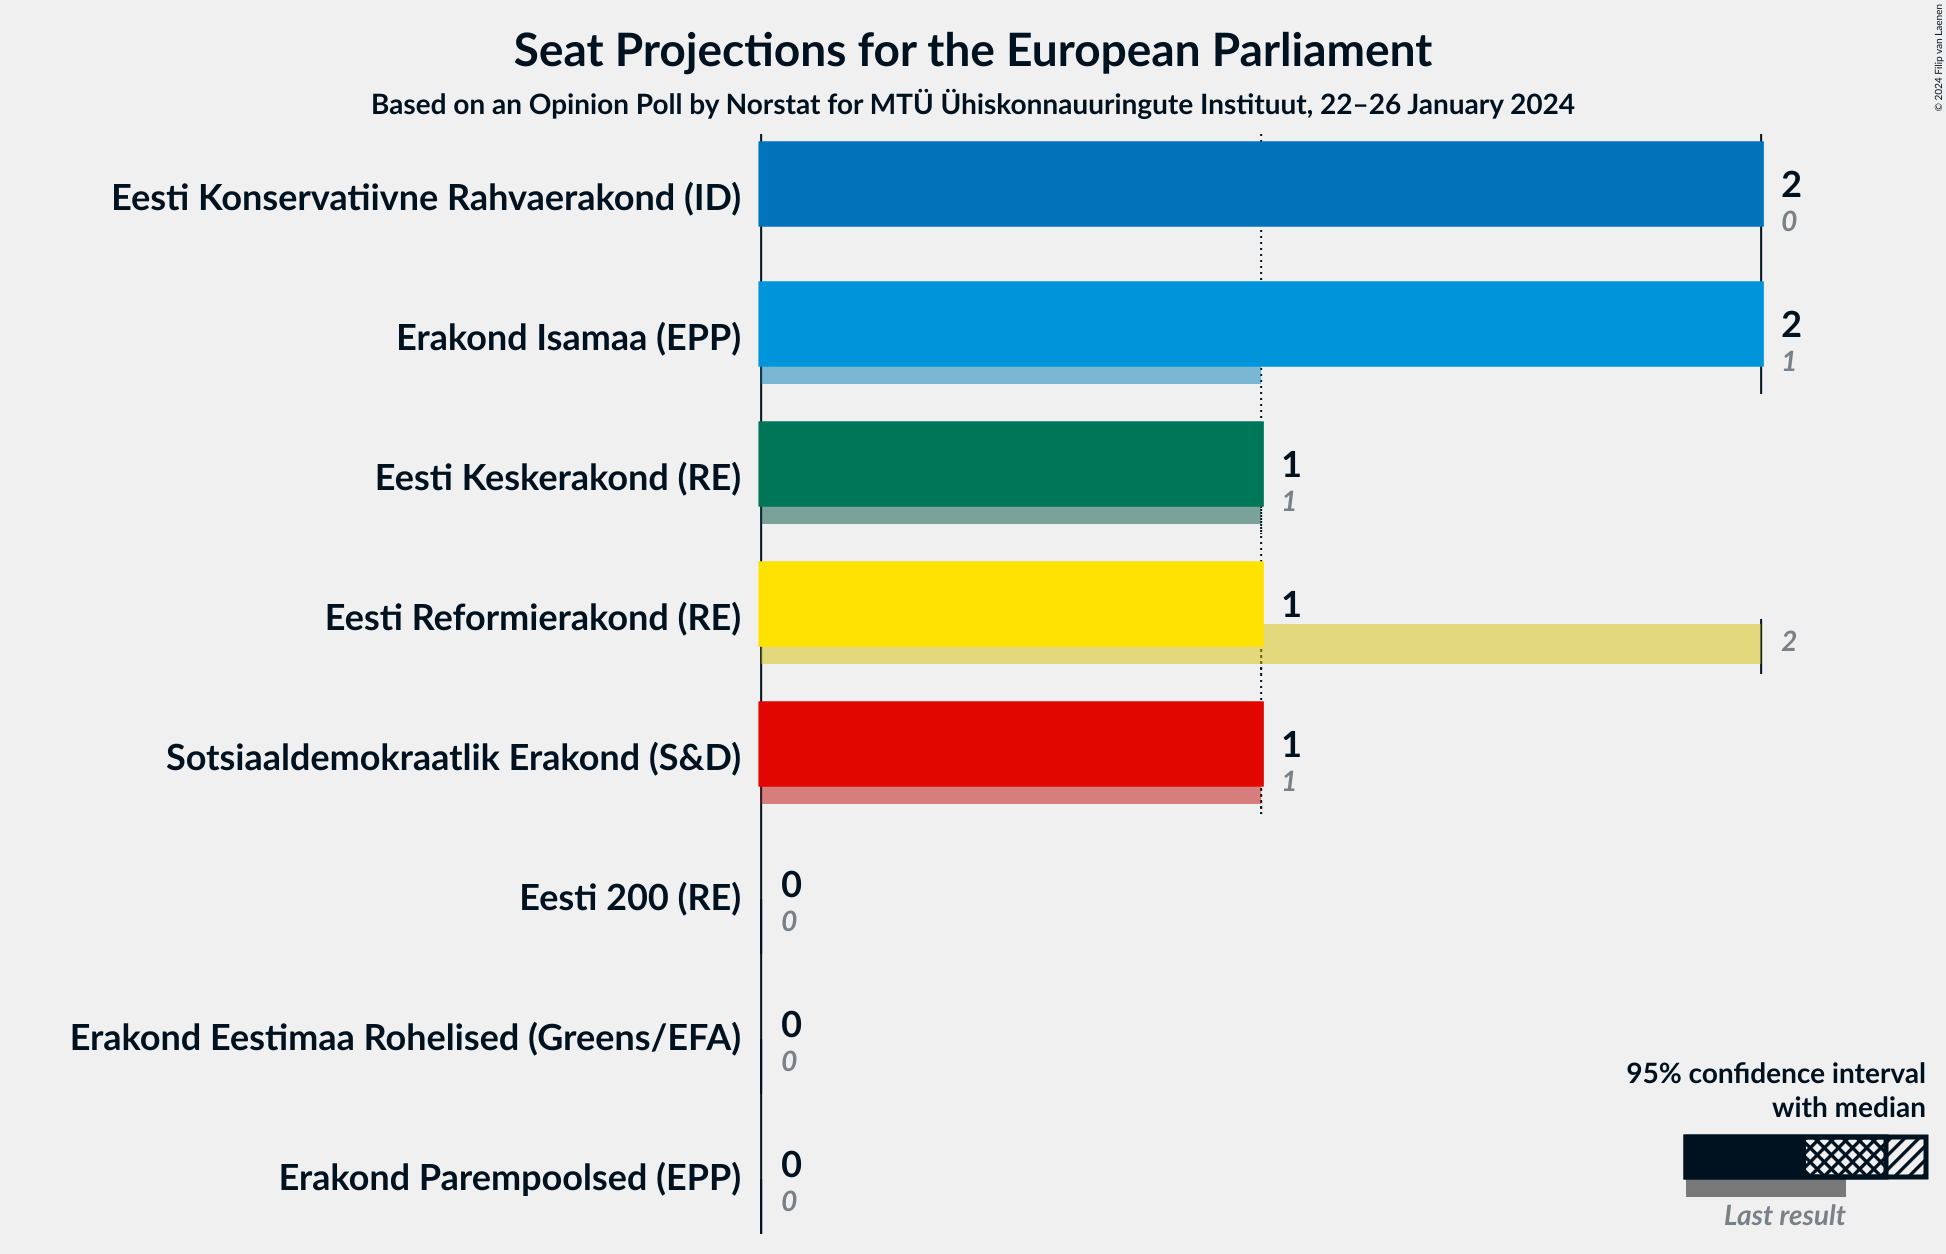 Seat Projections for the European Parliament
Based on an Opinion Poll by Norstat for MTÜ Ühiskonnauuringute Instituut, 22–26 January 2024
© 2024 Filip van Laenen
Eesti Konservatiivne Rahvaerakond (ID)
2
0
Erakond Isamaa (EPP)
2
1
Eesti Keskerakond (RE)
1
1
Eesti Reformierakond (RE)
1
2
Sotsiaaldemokraatlik Erakond (S&D)
1
1
Eesti 200 (RE)
0
0
Erakond Eestimaa Rohelised (Greens/EFA)
0
0
Erakond Parempoolsed (EPP)
0
0
95% confidence interval
with median
Last result